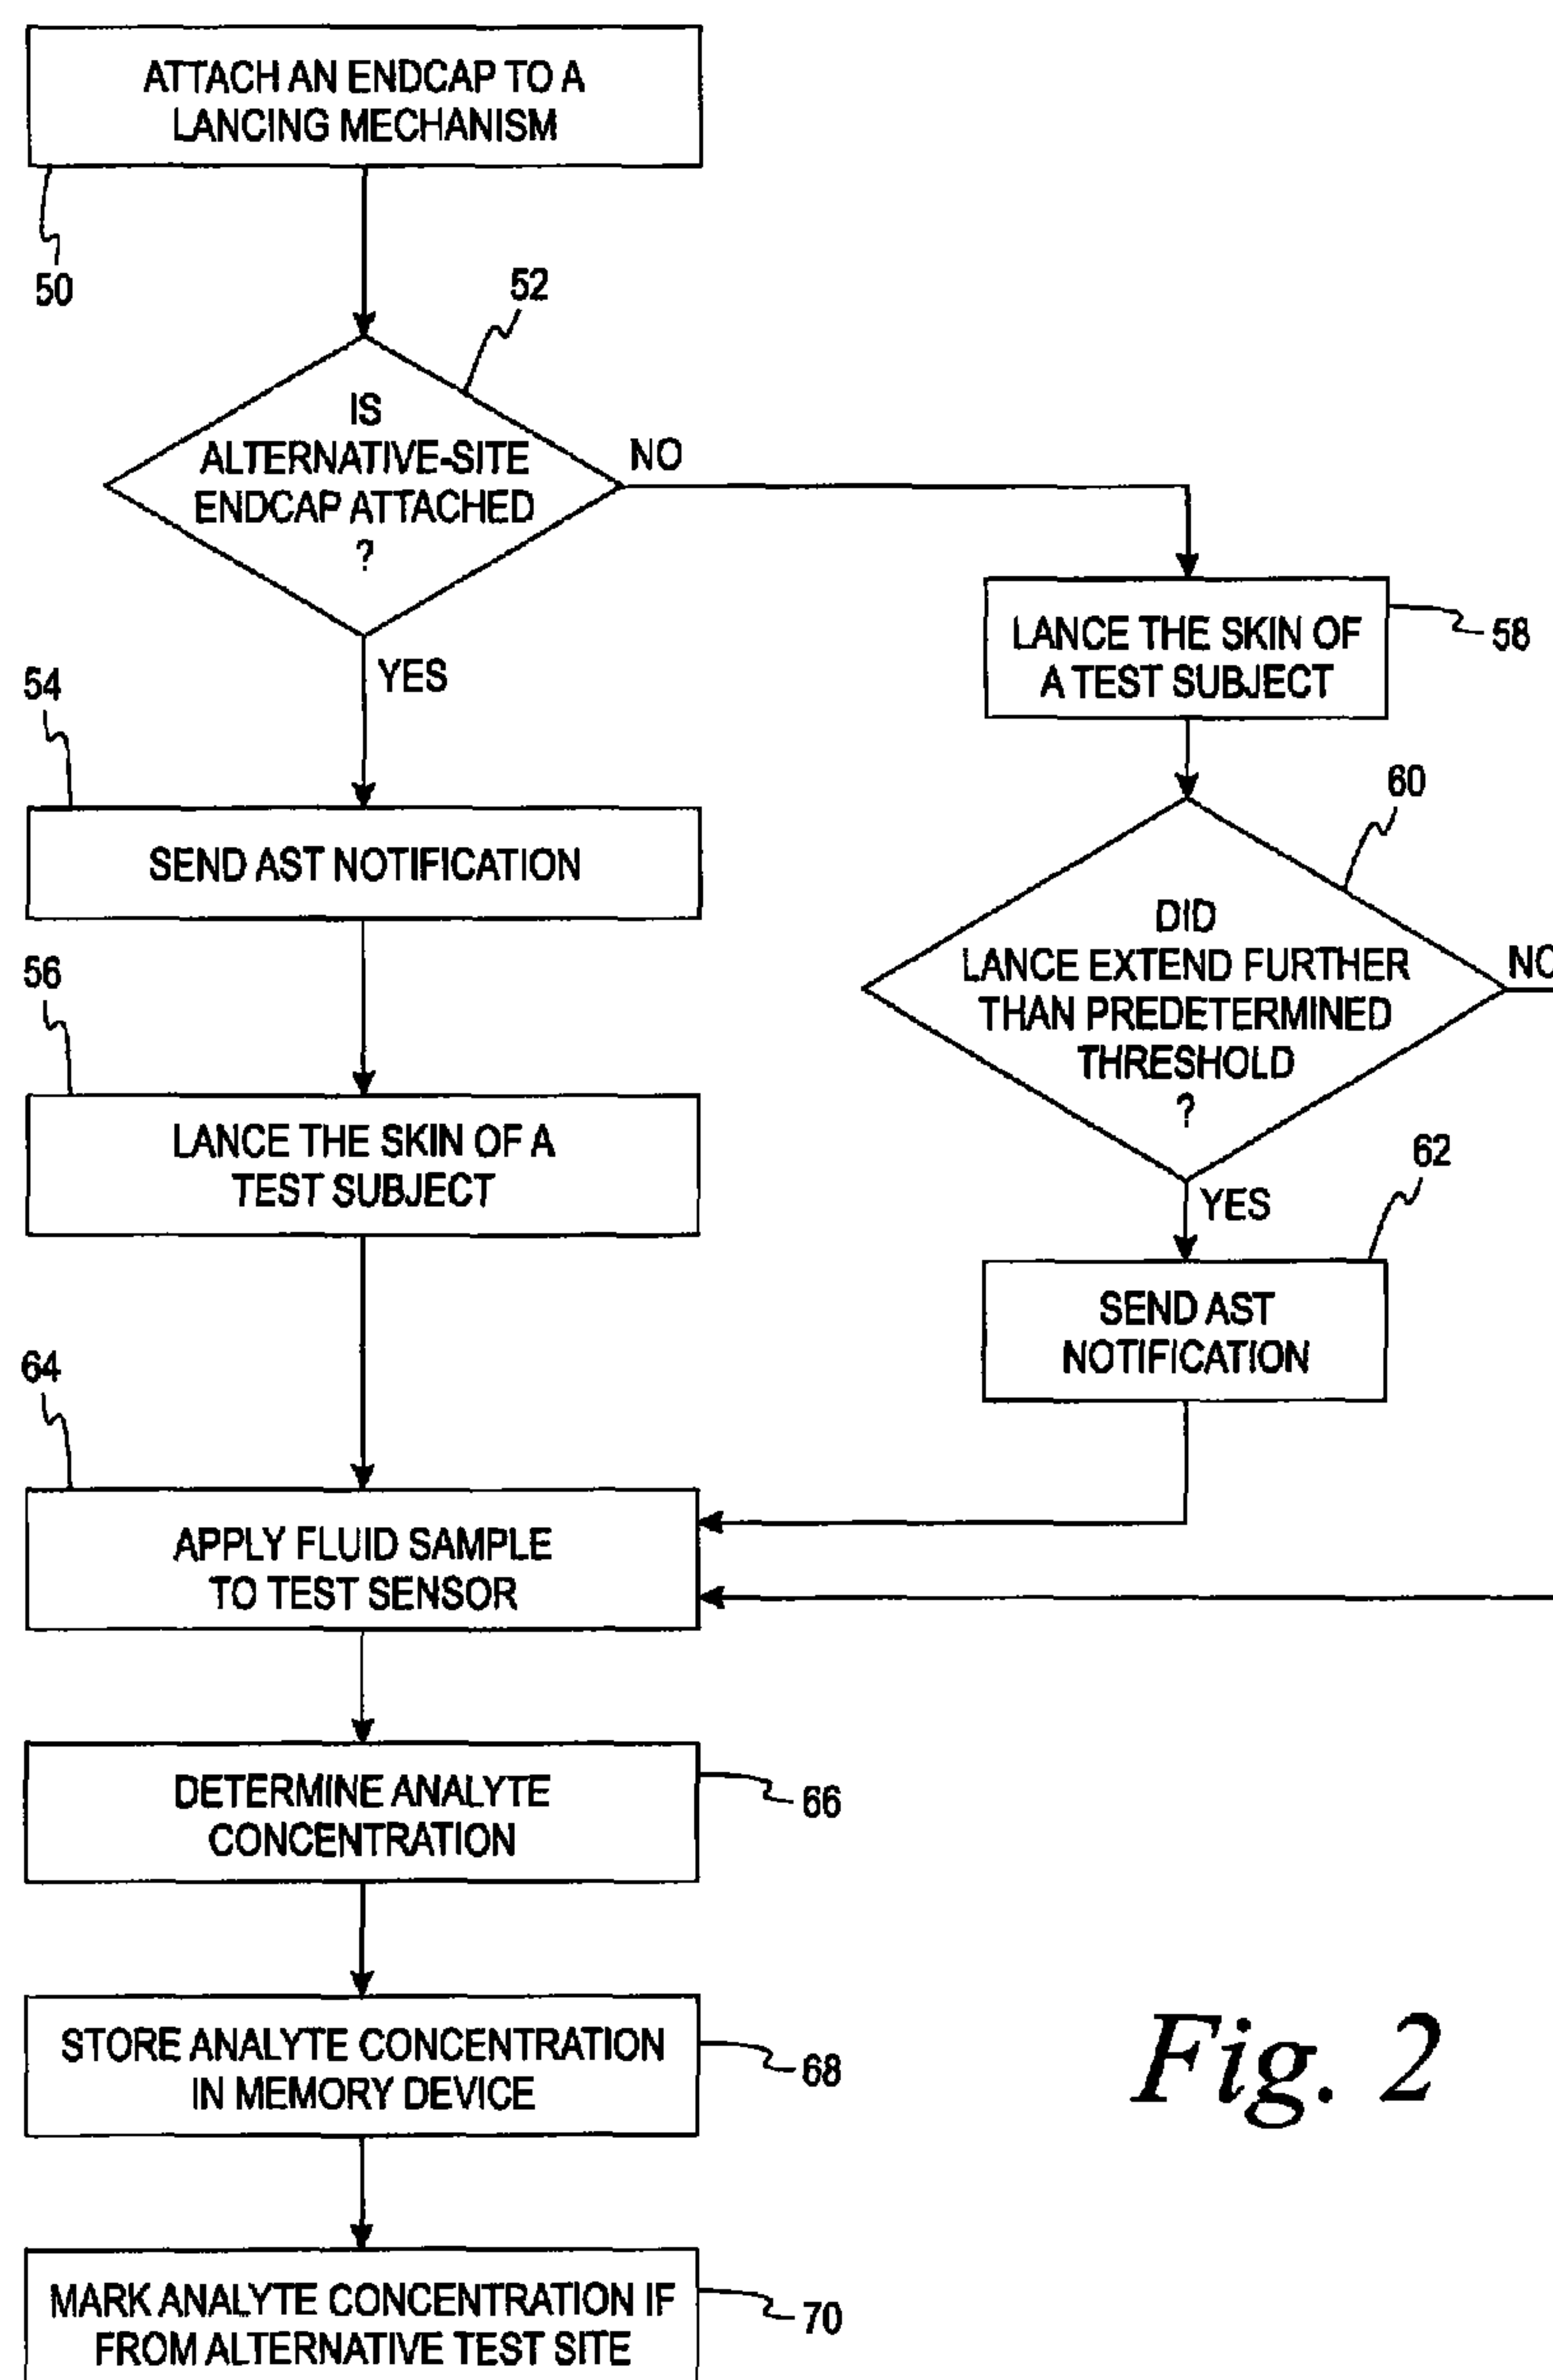 ATTACH AN ENDCAP TO A
LANCING MECHANISM
50
52
IS
ALTERNATIVE-SITE
ENDCAP ATTACHED
?
NO
YES
LANCE THE SKIN OF
A TEST SUBJECT
58
54
SEND AST NOTIFICATION
60
DID
LANCE EXTEND FURTHER
THAN PREDETERMINED
THRESHOLD
?
NO
YES
56
LANCE THE SKIN OF A
TEST SUBJECT
62
SEND AST
NOTIFICATION
64
APPLY FLUID SAMPLE
TO TEST SENSOR
DETERMINE ANALYTE
CONCENTRATION
66
STORE ANALYTE CONCENTRATION
IN MEMORY DEVICE
68
MARK ANALYTE CONCENTRATION IF
FROM ALTERNATIVE TEST SITE
70
Fig. 2